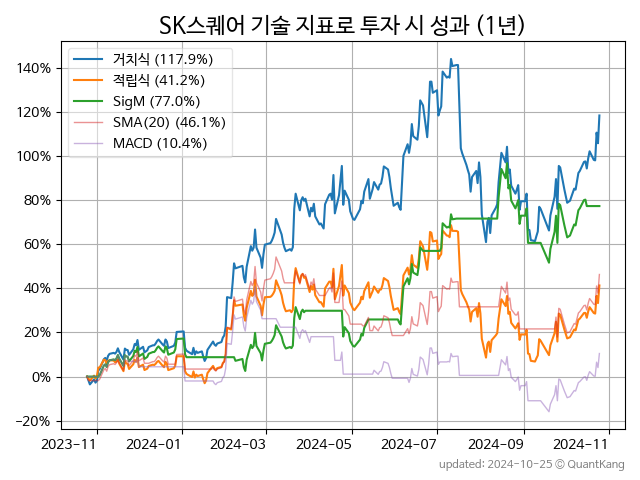 SK스퀘어 기술 지표로 투자 시 성과 (1년)
거치식 (117.9%)
적립식 (41.2%)
SigM (77.0%)
SMA(20) (46.1%)
MACD (10.4%)
140%
120%
100%
80%
60%
40%
20%
0%
−20%
2023-11 2024-01 2024-03 2024-05 2024-07 2024-09 2024-11
updated: 2024-10-25 © QuantKang